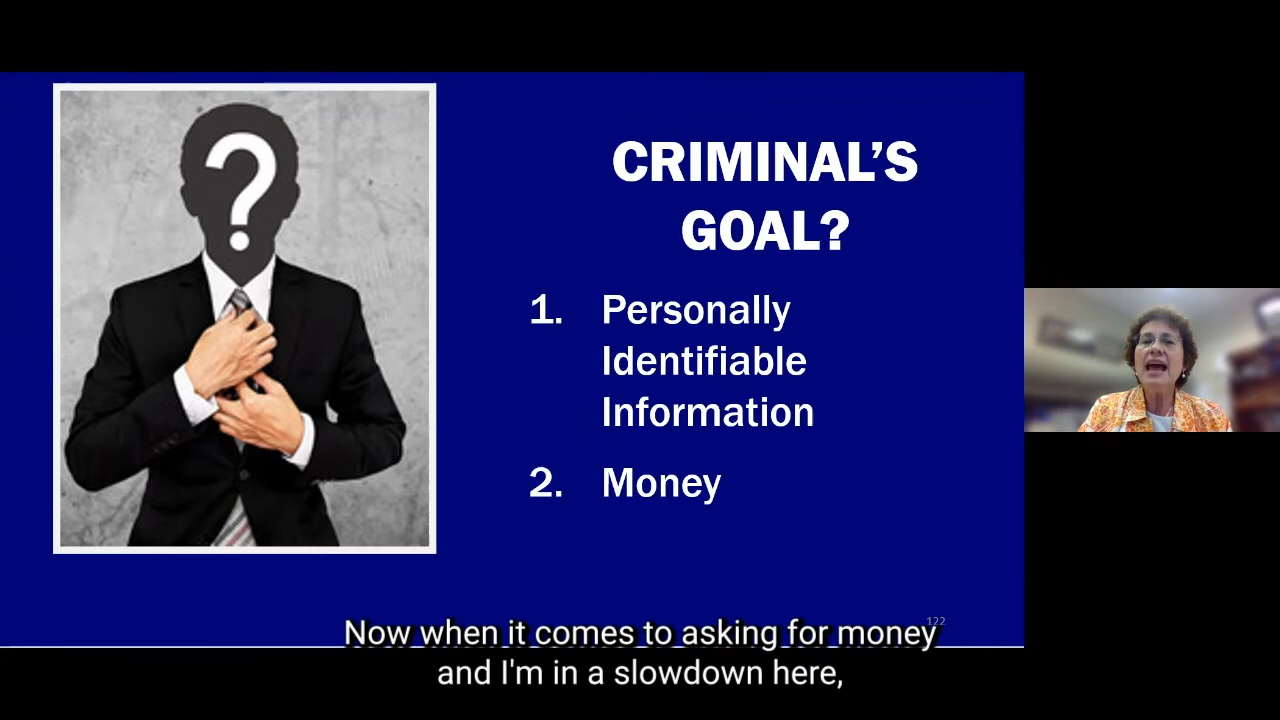 ?
CRIMINAL'S
GOAL?
1. Personally
Identifiable
Information
2. Money
122
Now when it comes to asking for money
and I'm in a slowdown here,